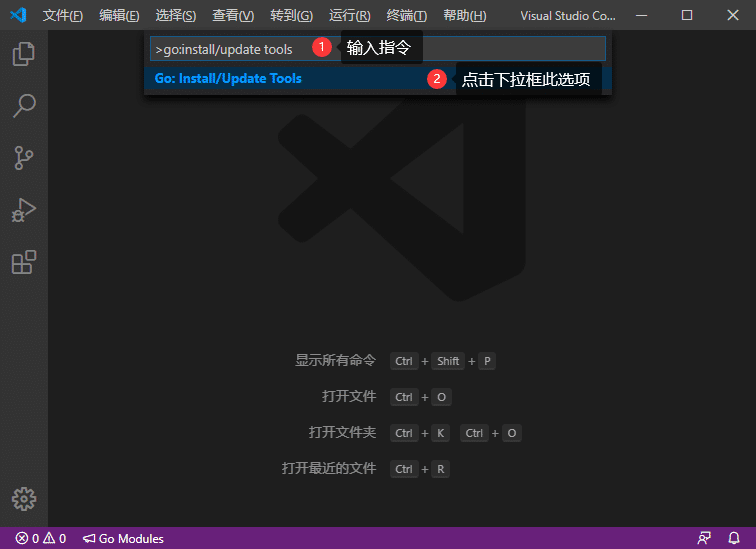 文件(F) 编辑(E) 选择(S) 查看(V) 转到(G) 运行(R) 终端(T) 帮助(H) Visual Studio Co...
>go:install/update tools 1 输入指令
Go: Install/Update Tools 2 点击下拉框此选项
显示所有命令 Ctrl + Shift + P
打开文件 Ctrl + O
打开文件夹 Ctrl + K Ctrl + O
打开最近的文件 Ctrl + R
0 0 Go Modules